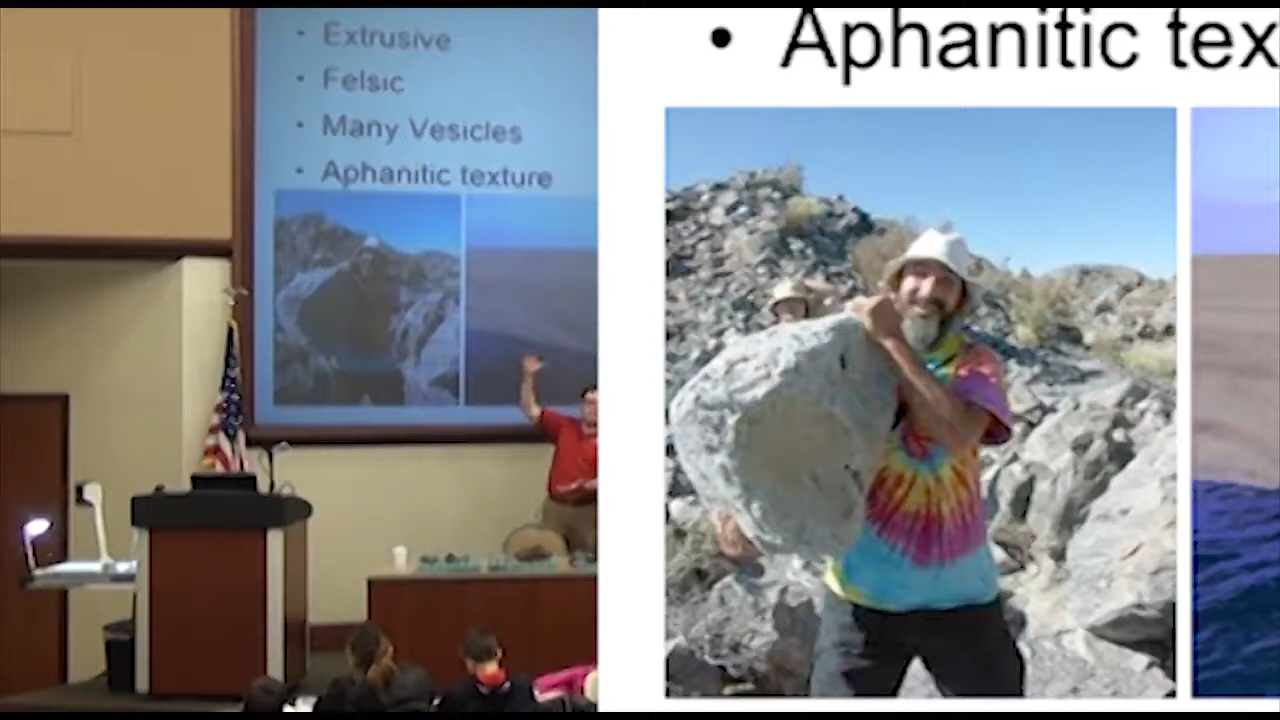 • Extrusive
• Felsic
• Many Vesicles
• Aphanitic texture
• Aphanitic tex